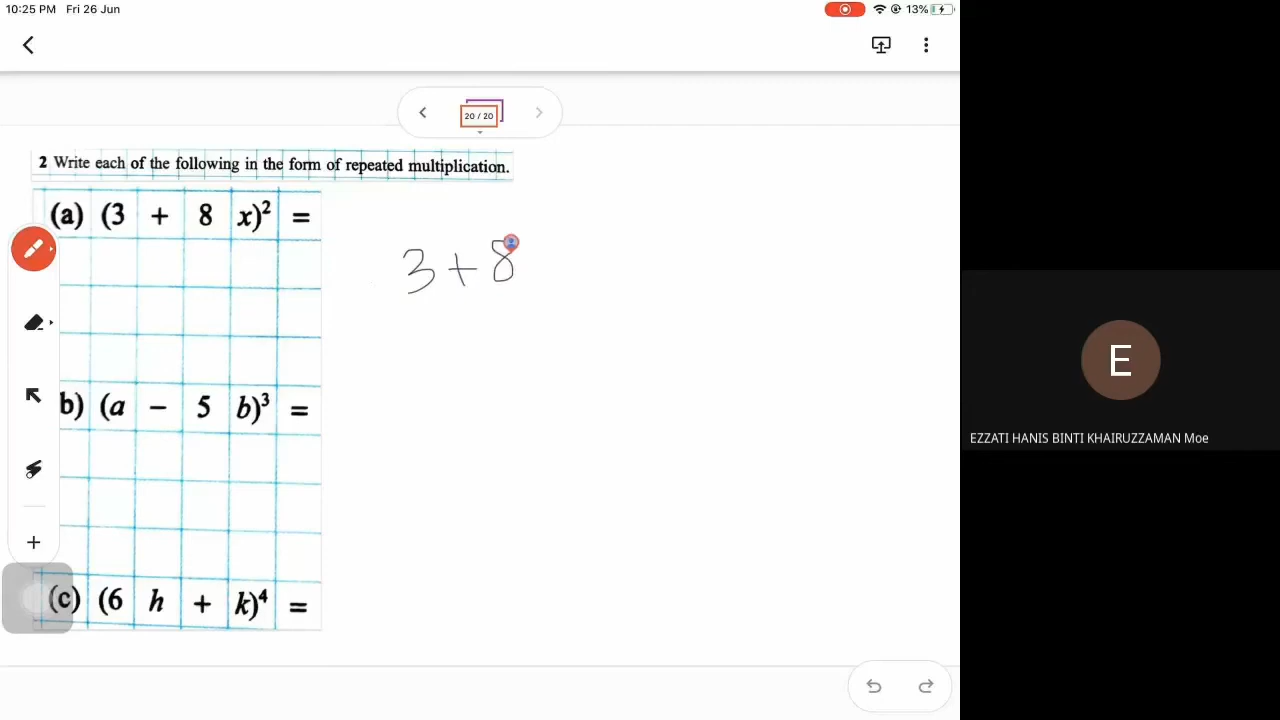 10:25 PM Fri 26 Jun 13%
20 / 20
2 Write each of the following in the form of repeated multiplication.
(a) (3 + 8 x)² =
3 + 8
b) (a − 5 b)³ =
(c) (6 h + k)⁴ =
E
EZZATI HANIS BINTI KHAIRUZZAMAN Moe